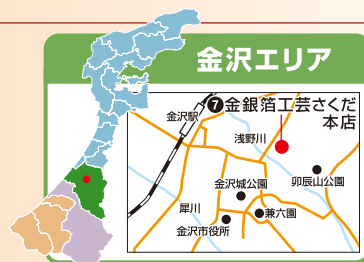 金沢エリア
❼金銀箔工芸さくだ
本店
金沢駅
浅野川
卯辰山公園
金沢城公園
犀川
兼六園
金沢市役所